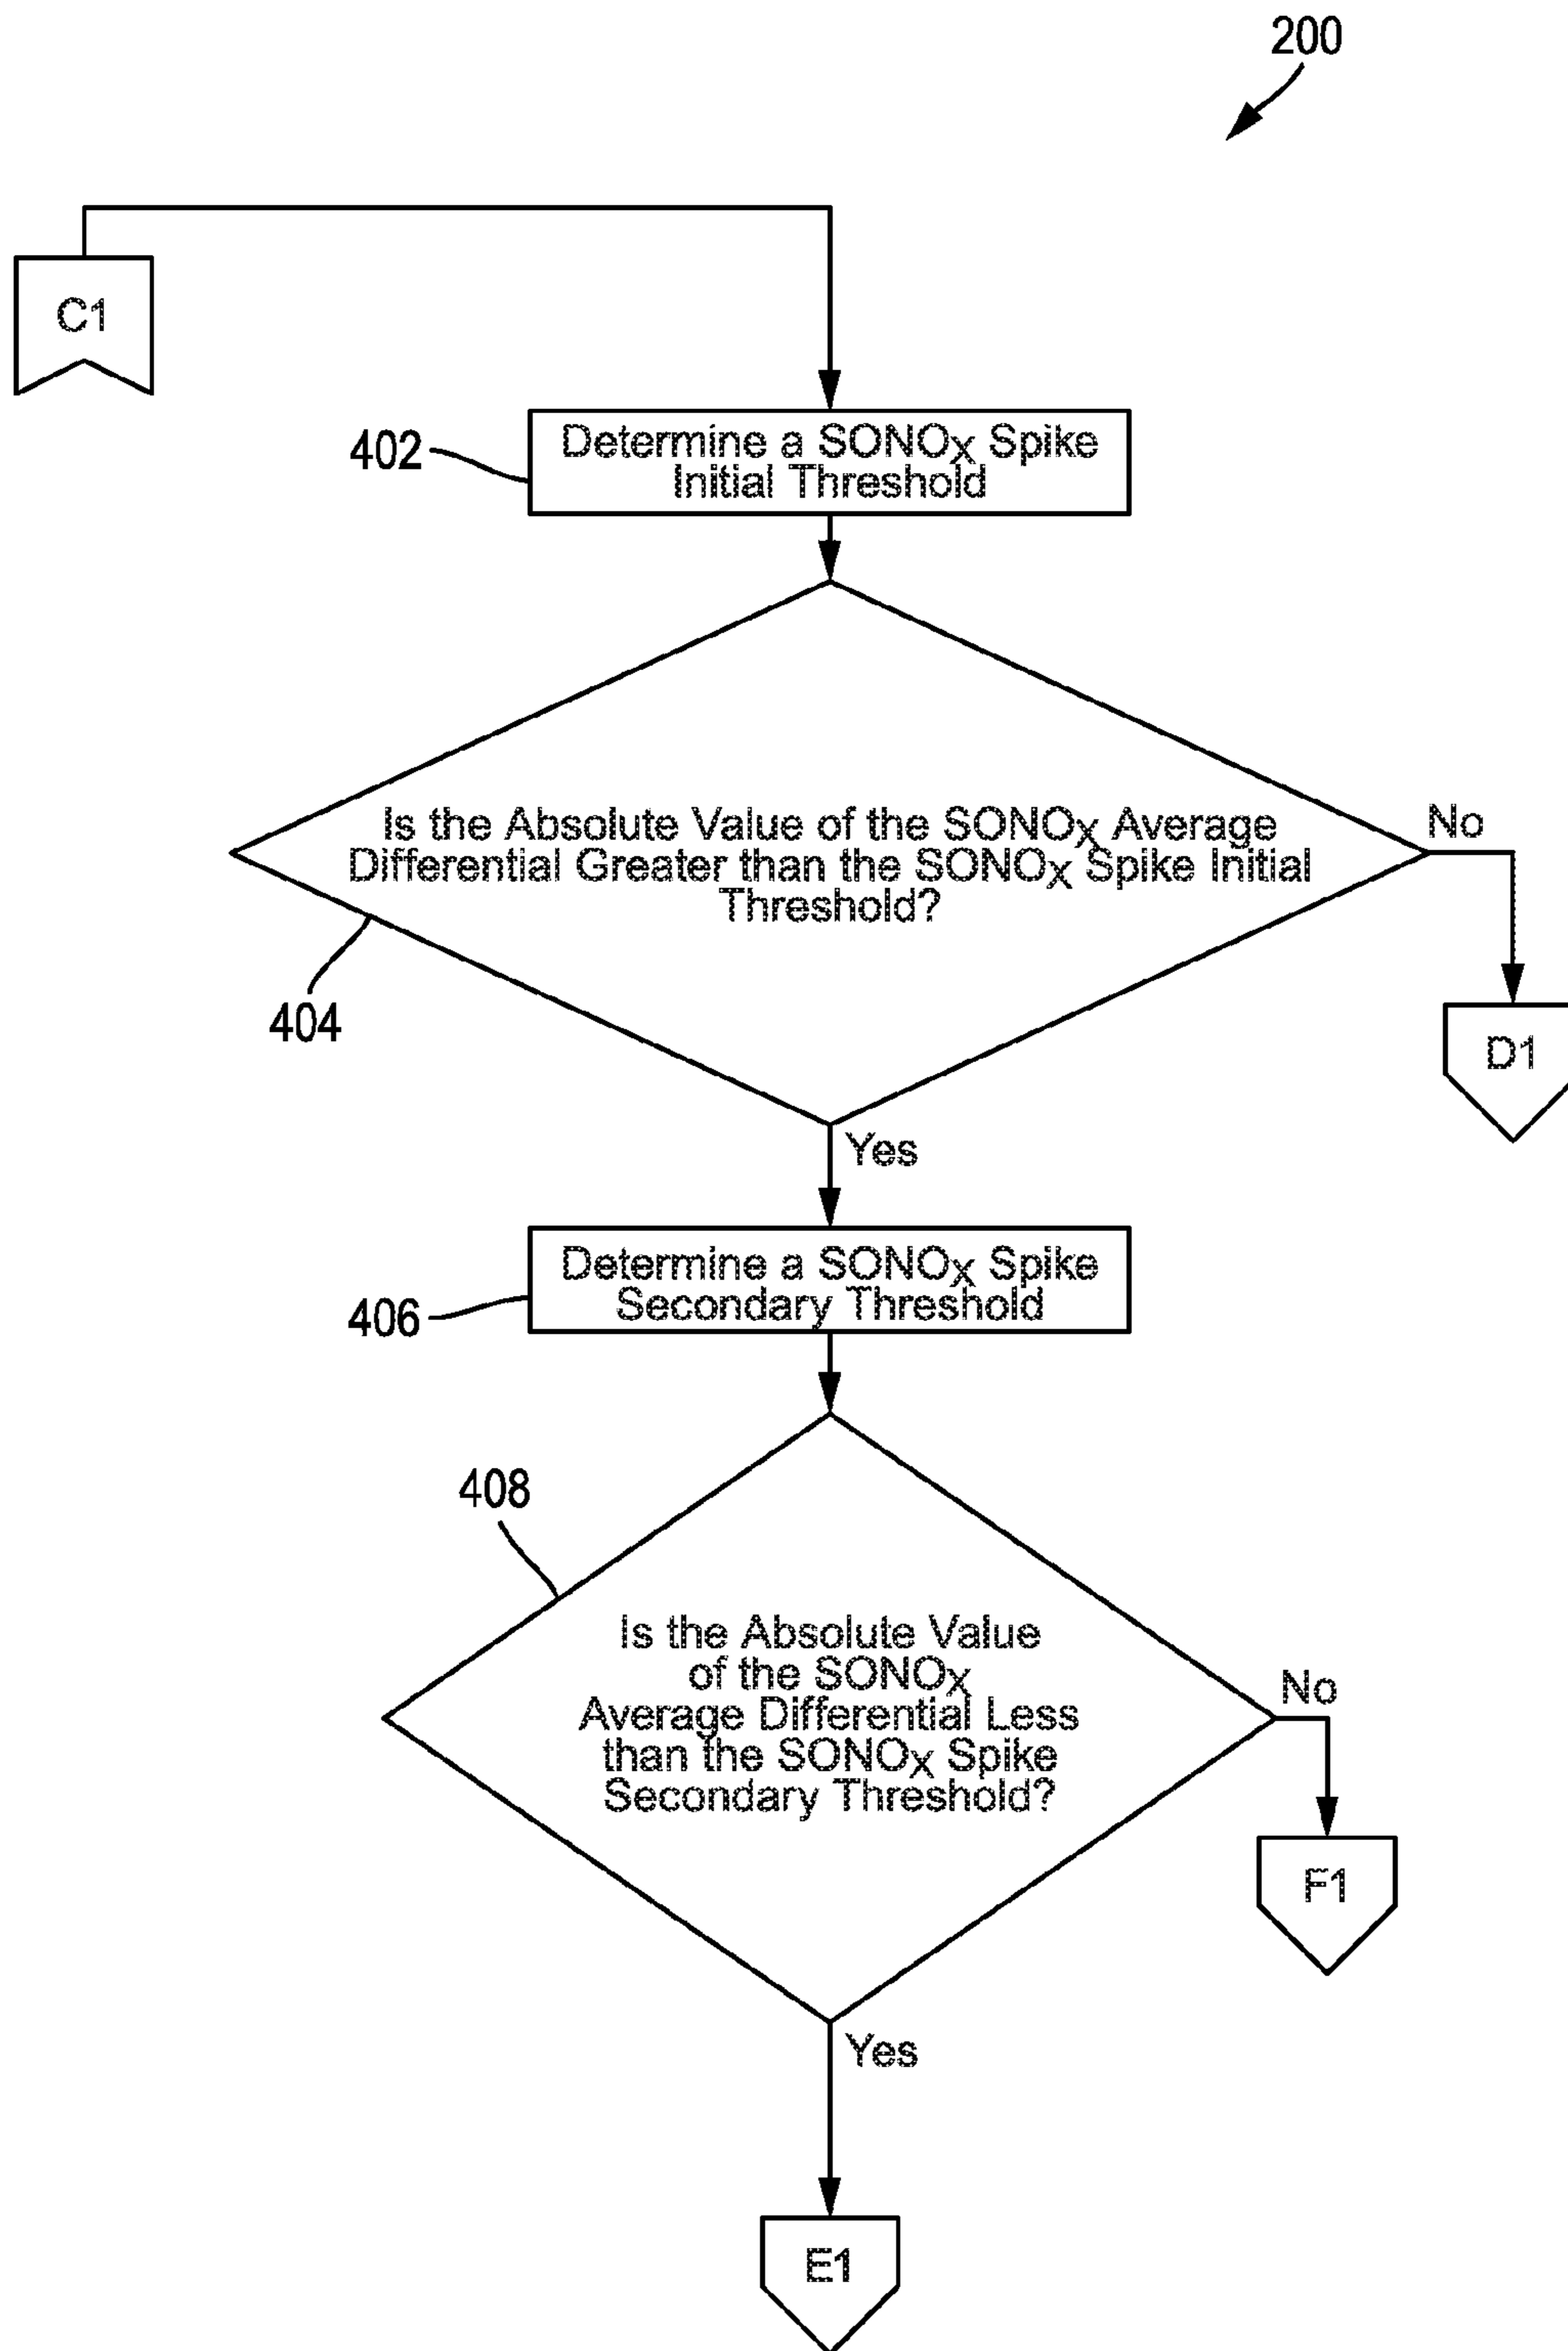 200
C1
402
Determine a SONOX Spike
Initial Threshold
Is the Absolute Value of the SONOX Average
Differential Greater than the SONOX Spike Initial
Threshold?
No
404
D1
Yes
Determine a SONOX Spike
Secondary Threshold
406
408
Is the Absolute Value
of the SONOX
Average Differential Less
than the SONOX Spike
Secondary Threshold?
No
F1
Yes
E1